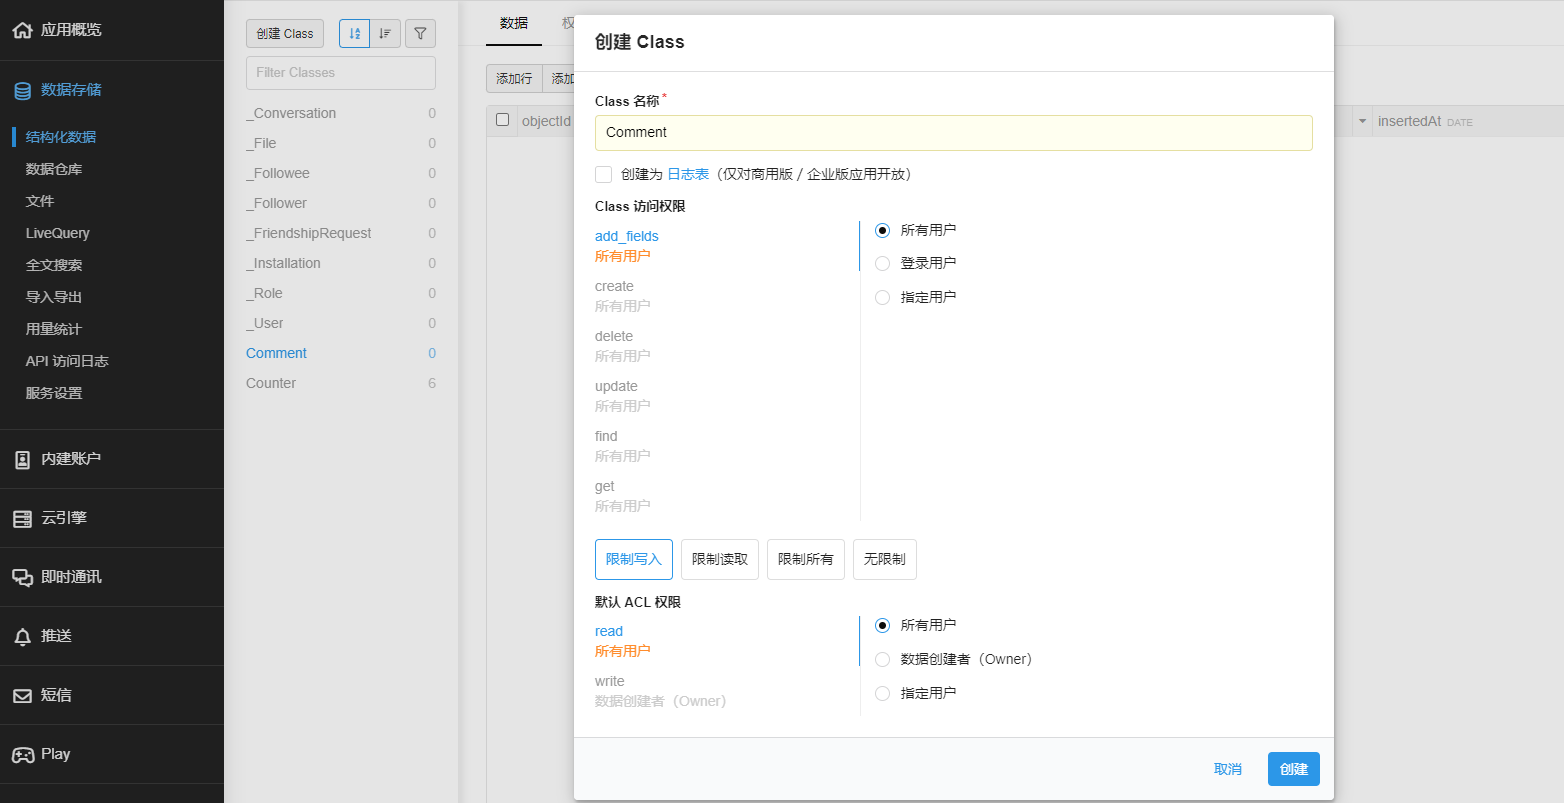 应用概览
数据存储
结构化数据
数据仓库
文件
LiveQuery
全文搜索
导入导出
用量统计
API 访问日志
服务设置
内建账户
云引擎
即时通讯
推送
短信
Play
创建 Class
Filter Classes
_Conversation 0
_File 0
_Followee 0
_Follower 0
_FriendshipRequest 0
_Installation 0
_Role 0
_User 0
Comment 0
Counter 6
数据 权
添加行 添加
objectId
insertedAt DATE
创建 Class
Class 名称*
Comment
创建为 日志表（仅对商用版 / 企业版应用开放）
Class 访问权限
add_fields
所有用户
create
所有用户
delete
所有用户
update
所有用户
find
所有用户
get
所有用户
所有用户
登录用户
指定用户
限制写入 限制读取 限制所有 无限制
默认 ACL 权限
read
所有用户
write
数据创建者（Owner）
所有用户
数据创建者（Owner）
指定用户
取消 创建